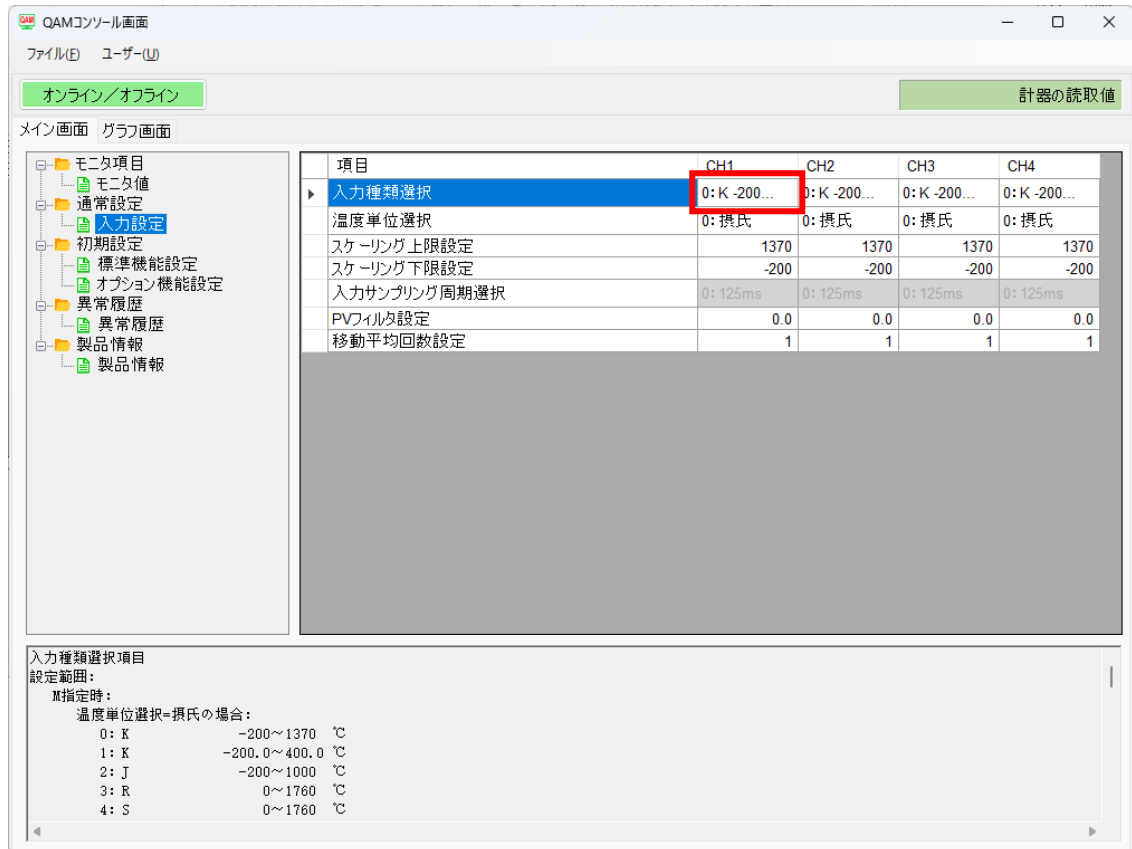 QAM QAMコンソール画面
ファイル(F) ユーザー(U)
オンライン/オフライン 計器の読取値
メイン画面 グラフ画面
モニタ項目
モニタ値
通常設定
入力設定
初期設定
標準機能設定
オプション機能設定
異常履歴
異常履歴
製品情報
製品情報
項目 CH1 CH2 CH3 CH4
入力種類選択 0: K -200... 0: K -200... 0: K -200... 0: K -200...
温度単位選択 0: 摂氏 0: 摂氏 0: 摂氏 0: 摂氏
スケーリング上限設定 1370 1370 1370 1370
スケーリング下限設定 -200 -200 -200 -200
入力サンプリング周期選択 0: 125ms 0: 125ms 0: 125ms 0: 125ms
PVフィルタ設定 0.0 0.0 0.0 0.0
移動平均回数設定 1 1 1 1
入力種類選択項目
設定範囲:
M指定時:
温度単位選択=摂氏の場合:
0: K -200～1370 ℃
1: K -200.0～400.0 ℃
2: J -200～1000 ℃
3: R 0～1760 ℃
4: S 0～1760 ℃